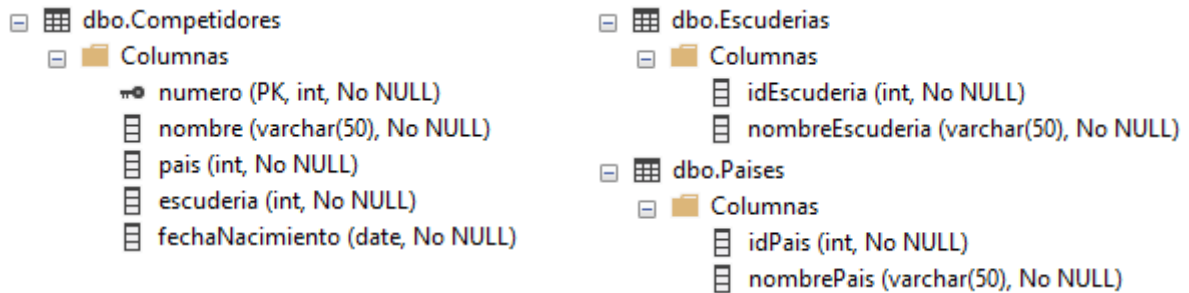 dbo.Competidores
Columnas
numero (PK, int, No NULL)
nombre (varchar(50), No NULL)
pais (int, No NULL)
escuderia (int, No NULL)
fechaNacimiento (date, No NULL)
dbo.Escuderias
Columnas
idEscuderia (int, No NULL)
nombreEscuderia (varchar(50), No NULL)
dbo.Paises
Columnas
idPais (int, No NULL)
nombrePais (varchar(50), No NULL)